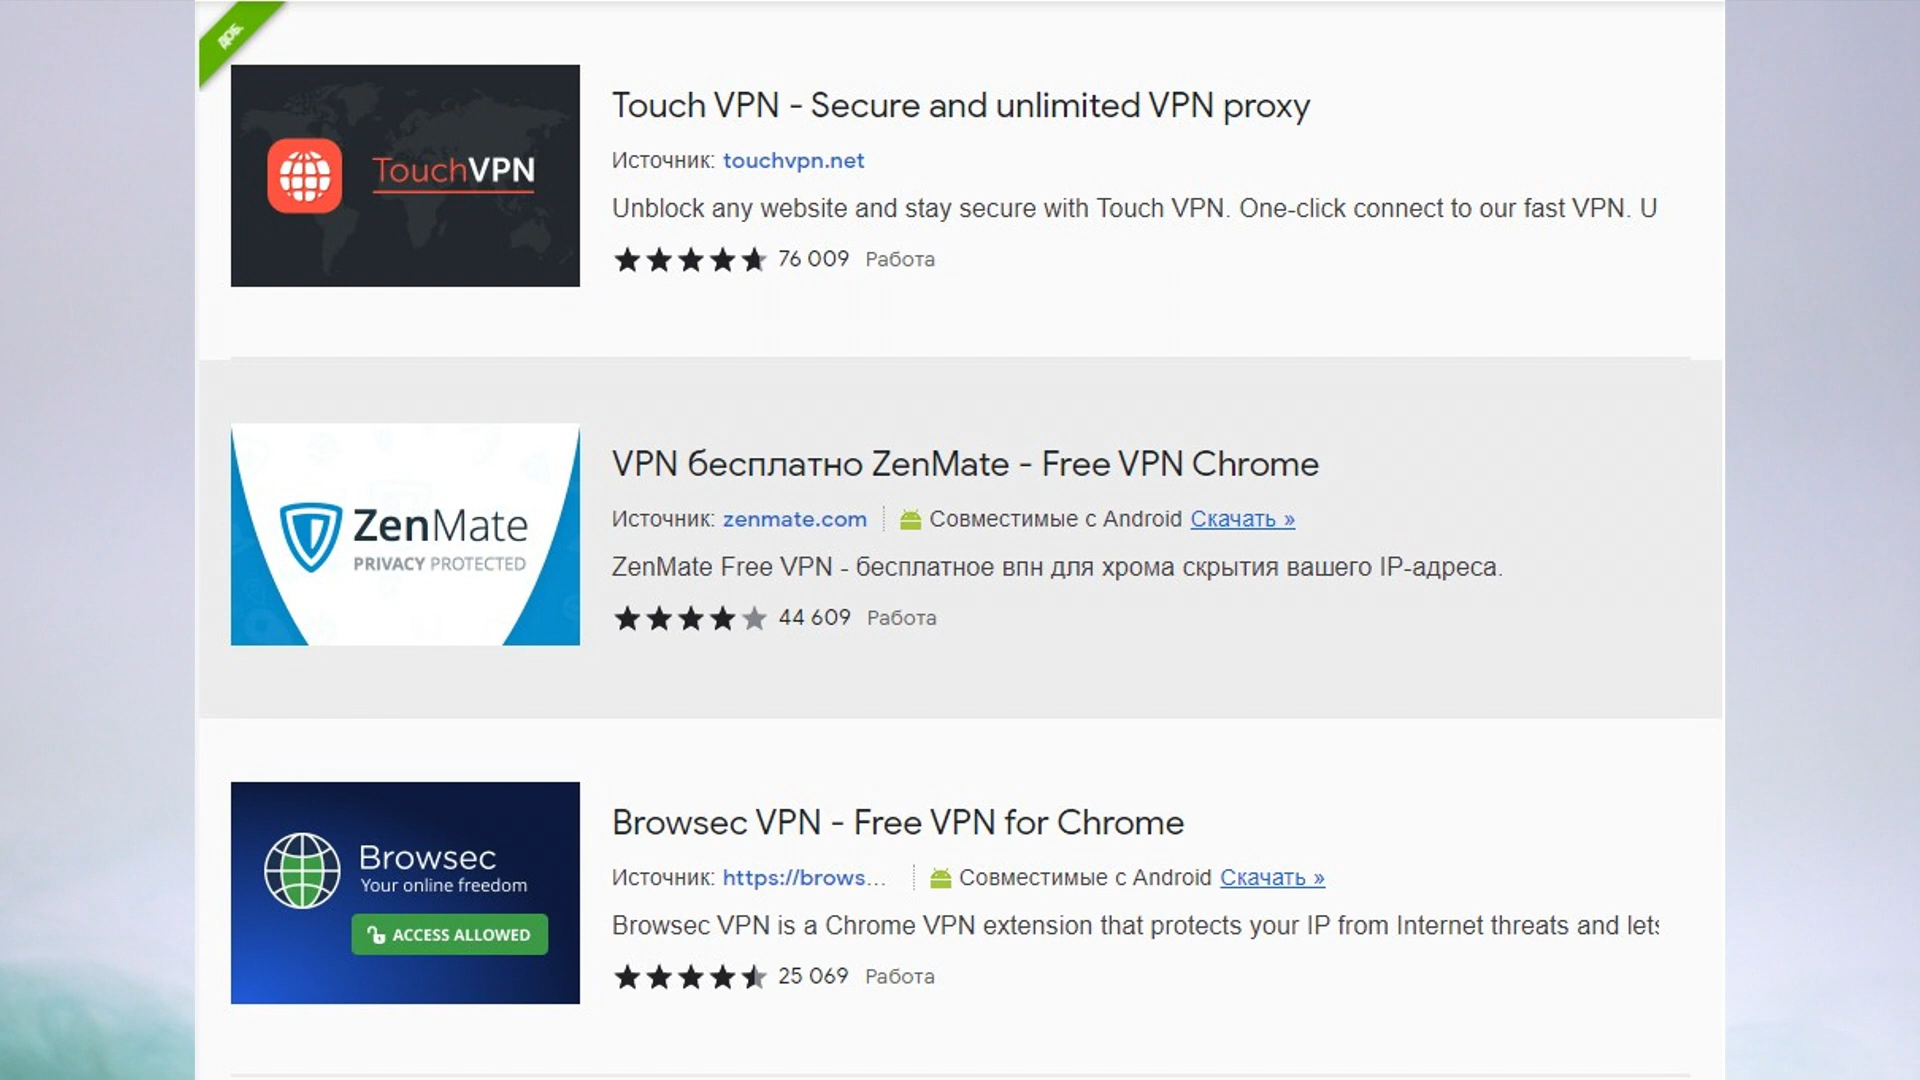 ДОБ.
TouchVPN
Touch VPN - Secure and unlimited VPN proxy
Источник: touchvpn.net
Unblock any website and stay secure with Touch VPN. One-click connect to our fast VPN. U
76 009 Работа
ZenMate
PRIVACY PROTECTED
VPN бесплатно ZenMate - Free VPN Chrome
Источник: zenmate.com Совместимые с Android Скачать »
ZenMate Free VPN - бесплатное впн для хрома скрытия вашего IP-адреса.
44 609 Работа
Browsec
Your online freedom
ACCESS ALLOWED
Browsec VPN - Free VPN for Chrome
Источник: https://brows... Совместимые с Android Скачать »
Browsec VPN is a Chrome VPN extension that protects your IP from Internet threats and lets
25 069 Работа